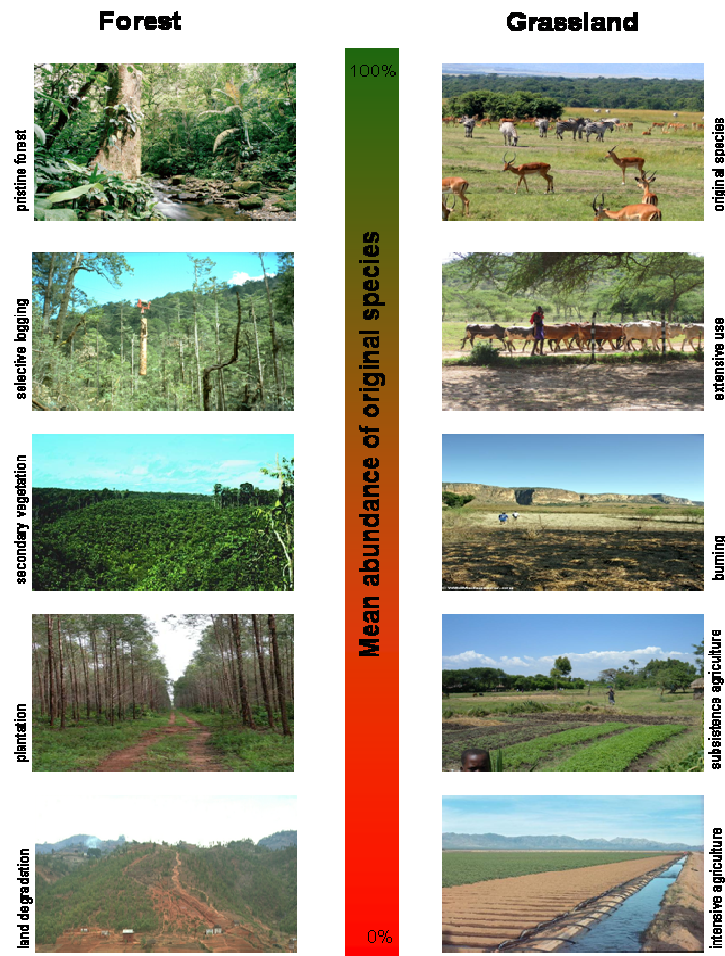 Forest
Grassland
100%
pristine forest
original species
selective logging
extensive use
Mean abundance of original species
secondary vegetation
burning
plantation
subsistence agriculture
land degradation
0%
intensive agriculture